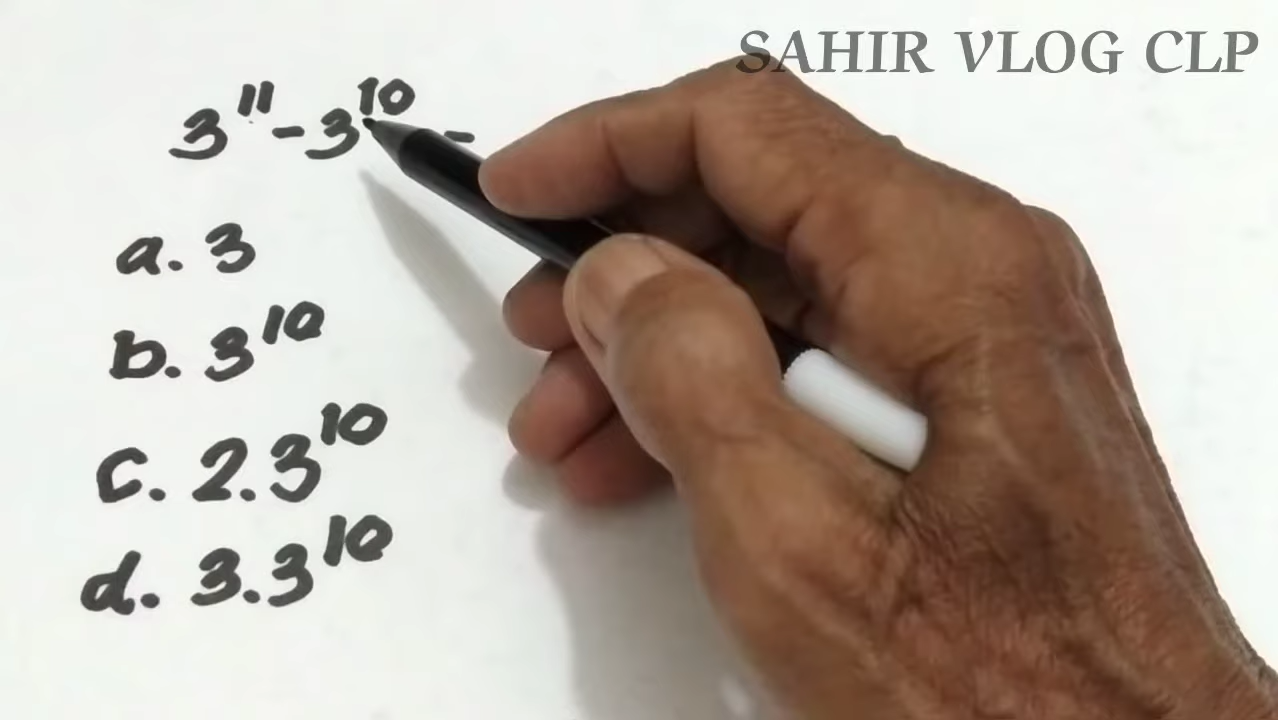 SAHIR VLOG CLP
3¹¹ - 3¹⁰ =
a. 3
b. 3¹⁰
c. 2.3¹⁰
d. 3.3¹⁰